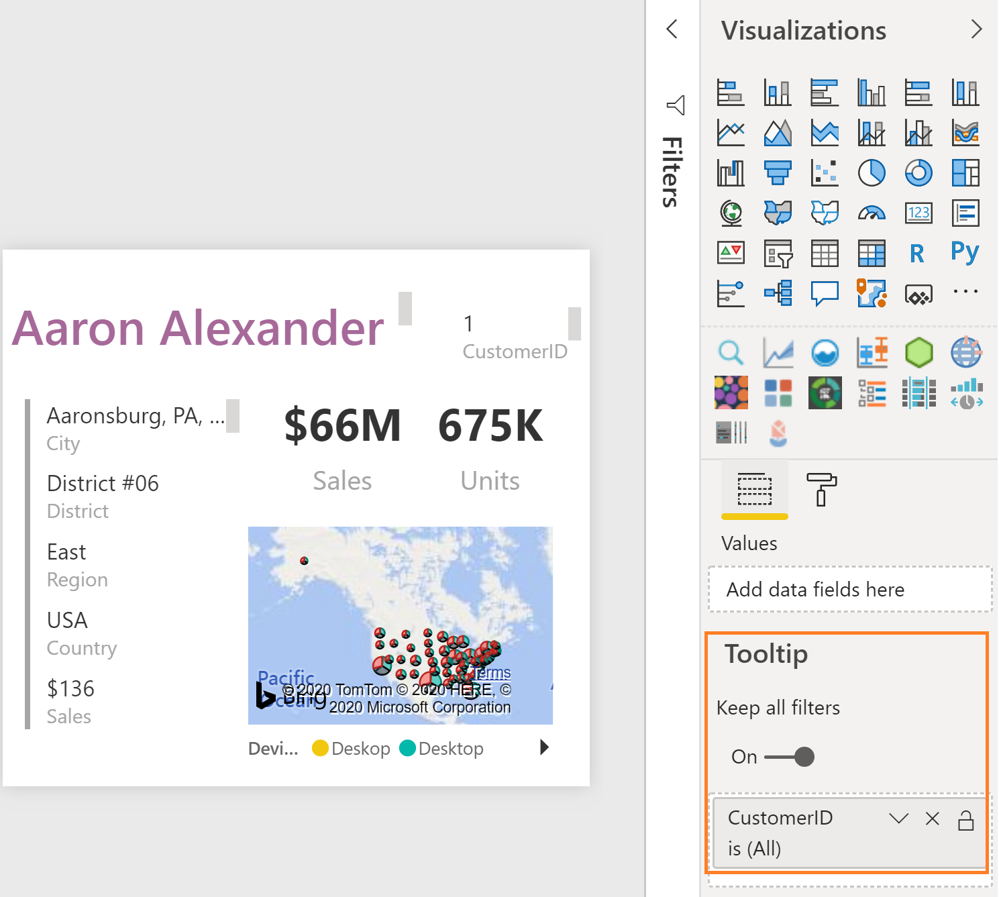 Visualizations
Filters
123
R
Py
Aaron Alexander
1
CustomerID
Aaronsburg, PA, ...
City
District #06
District
East
Region
USA
Country
$136
Sales
$66M
Sales
675K
Units
Pacific
Ocean
Terms
© 2020 TomTom © 2020 HERE, ©
Bing
2020 Microsoft Corporation
Devi...
Deskop
Desktop
Values
Add data fields here
Tooltip
Keep all filters
On
CustomerID
is (All)